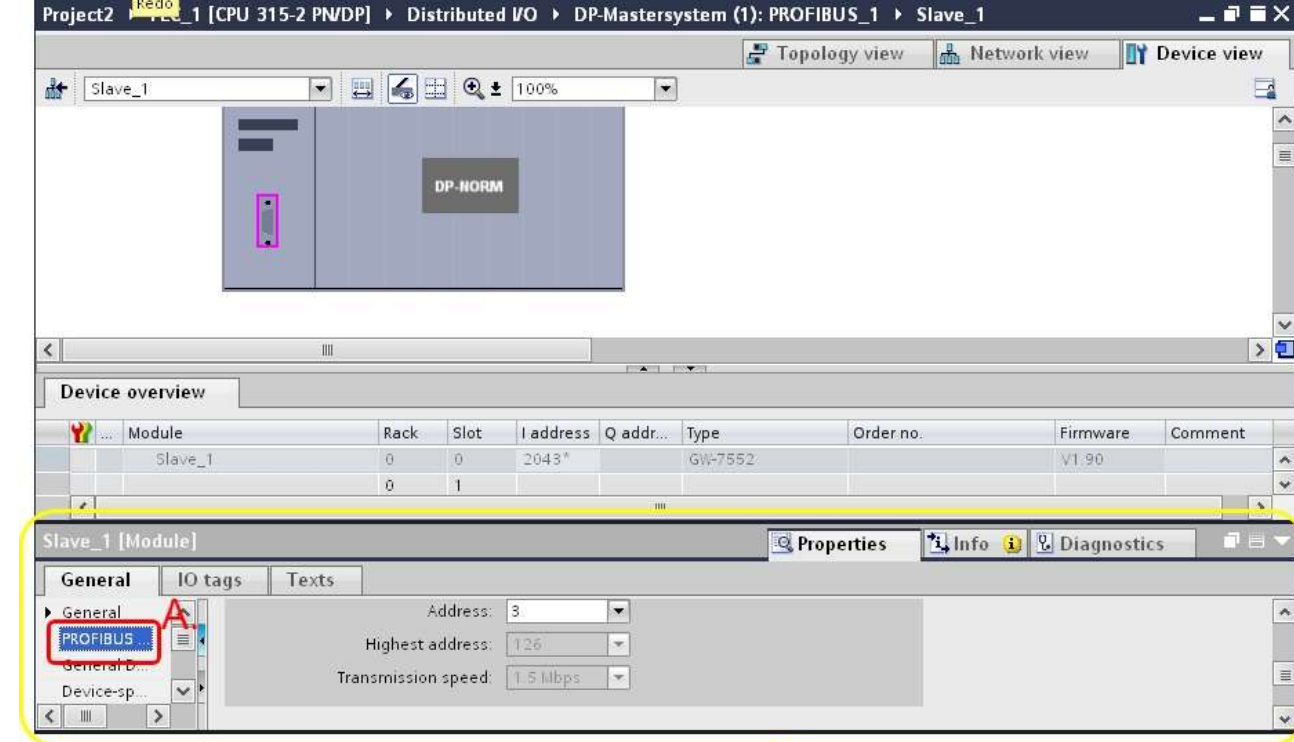 Project2 ▸ PLC_1 [CPU 315-2 PN/DP] ▸ Distributed I/O ▸ DP-Mastersystem (1): PROFIBUS_1 ▸ Slave_1
Redo
Topology view Network view Device view
Slave_1 100%
DP-NORM
Device overview
... Module Rack Slot I address Q addr... Type Order no. Firmware Comment
Slave_1 0 0 2043* GW-7552 V1.90
0 1
Slave_1 [Module] Properties Info Diagnostics
General IO tags Texts
General
A.
PROFIBUS ...
General D...
Device-sp...
Address: 3
Highest address: 126
Transmission speed: 1.5 Mbps